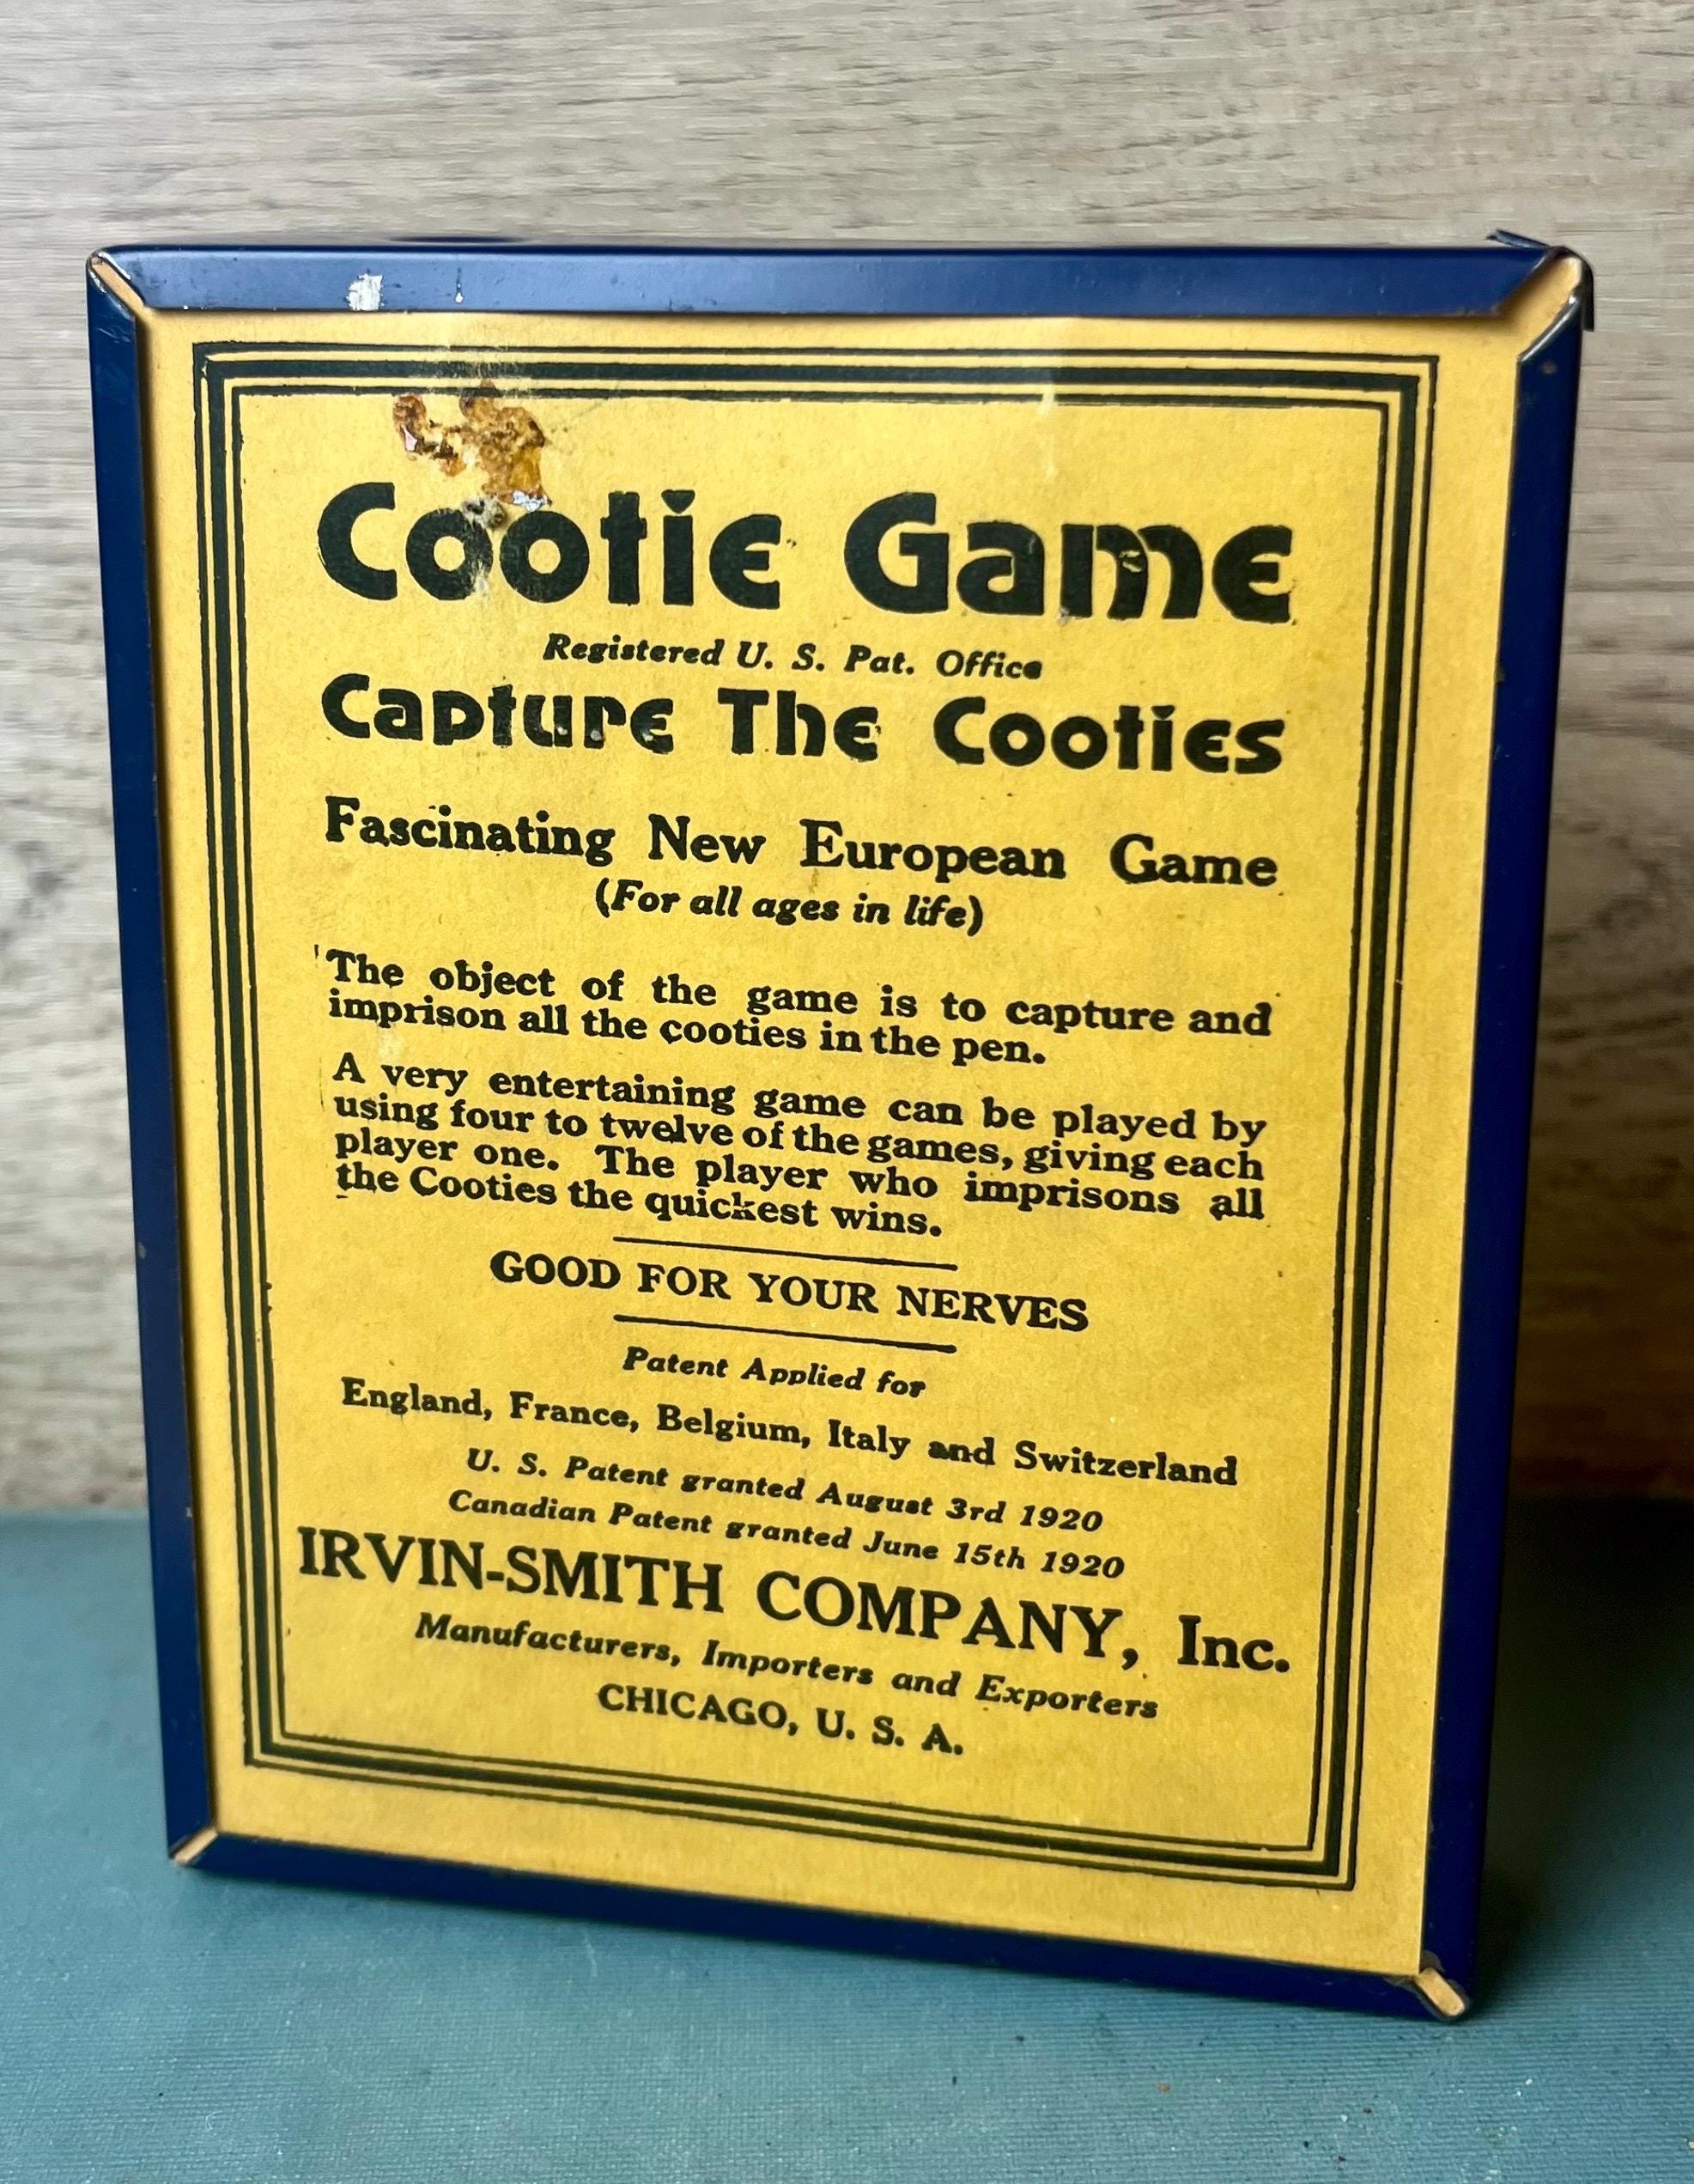 Cootie Game
Registered U. S. Pat. Office
Capture The Cooties
Fascinating New European Game
(For all ages in life)
The object of the game is to capture and
imprison all the cooties in the pen.
A very entertaining game can be played by
using four to twelve of the games, giving each
player one. The player who imprisons all
the Cooties the quickest wins.
GOOD FOR YOUR NERVES
Patent Applied for
England, France, Belgium, Italy and Switzerland
U. S. Patent granted August 3rd 1920
Canadian Patent granted June 15th 1920
IRVIN-SMITH COMPANY, Inc.
Manufacturers, Importers and Exporters
CHICAGO, U. S. A.